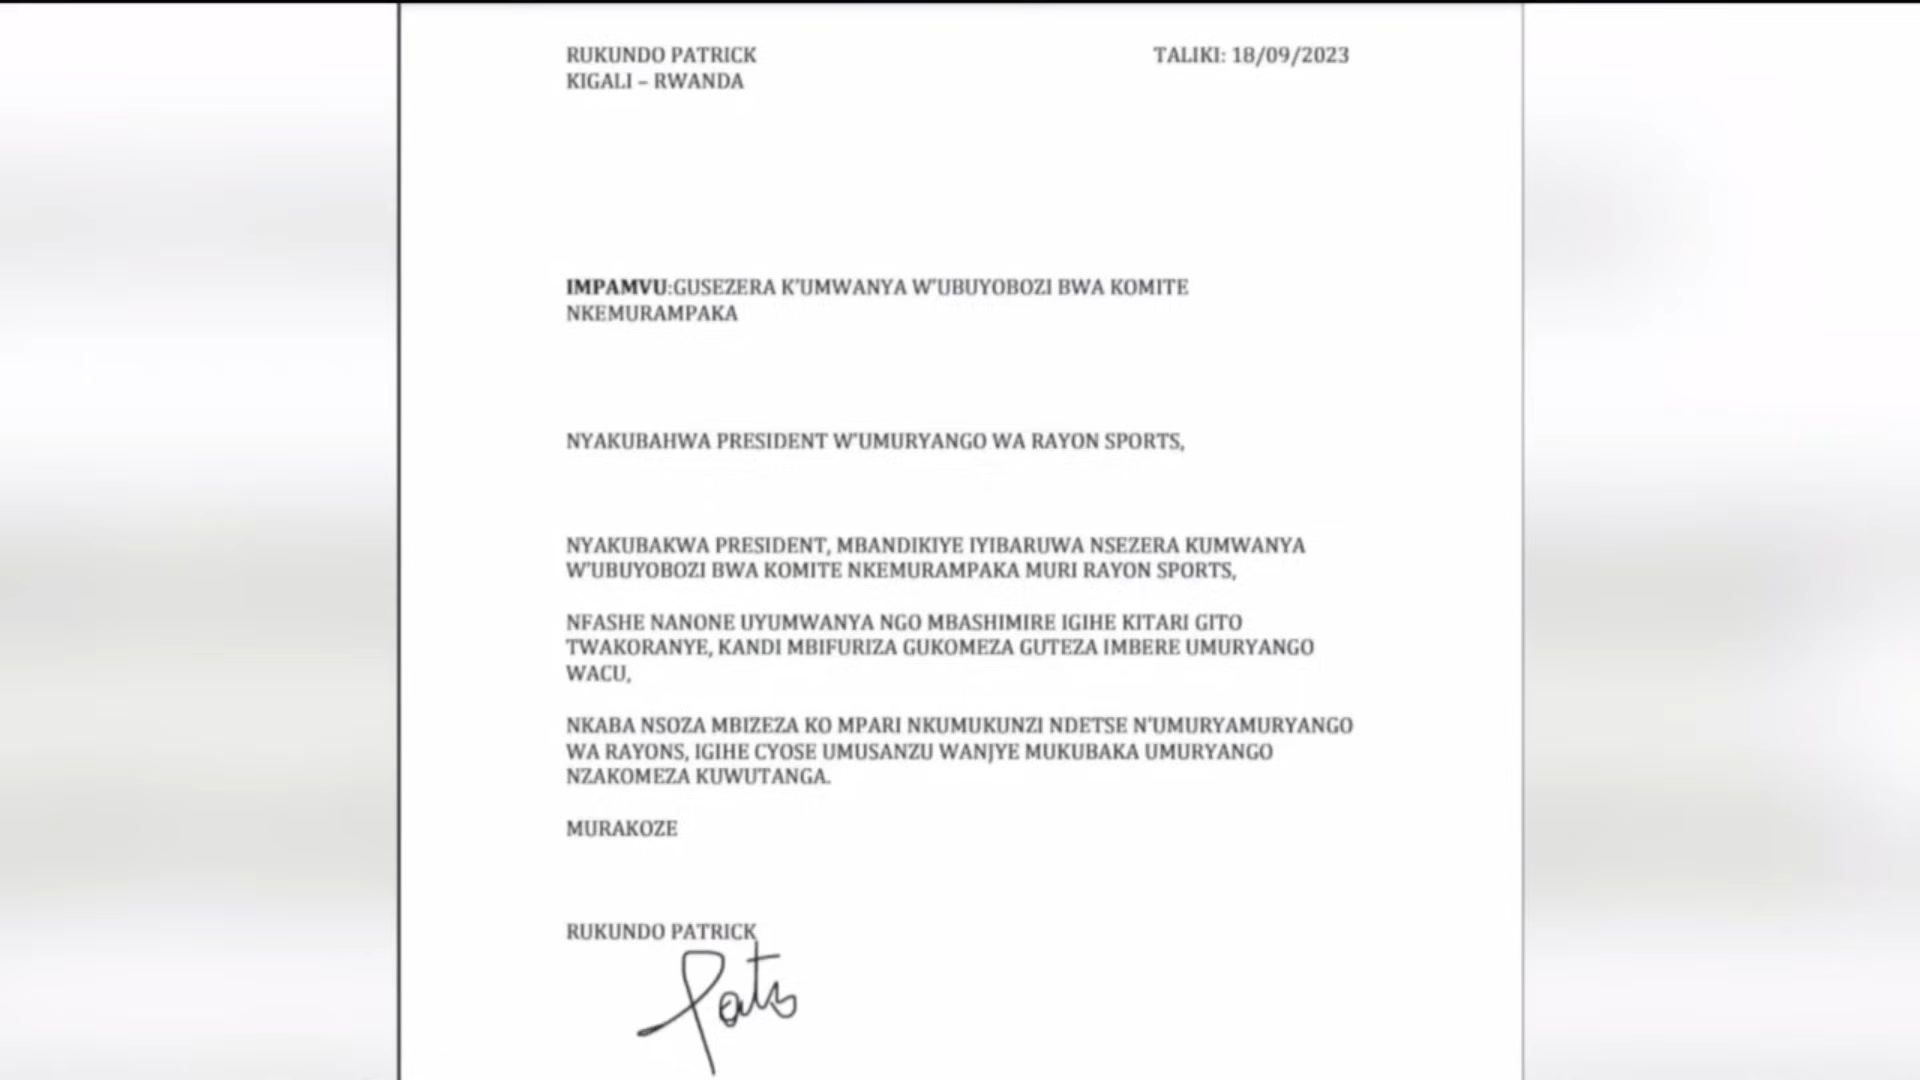 RUKUNDO PATRICK
TALIKI: 18/09/2023
KIGALI – RWANDA
IMPAMVU:GUSEZERA K'UMWANYA W'UBUYOBOZI BWA KOMITE
NKEMURAMPAKA
NYAKUBAHWA PRESIDENT W'UMURYANGO WA RAYON SPORTS,
NYAKUBAKWA PRESIDENT, MBANDIKIYE IYIBARUWA NSEZERA KUMWANYA
W'UBUYOBOZI BWA KOMITE NKEMURAMPAKA MURI RAYON SPORTS,
NFASHE NANONE UYUMWANYA NGO MBASHIMIRE IGIHE KITARI GITO
TWAKORANYE, KANDI MBIFURIZA GUKOMEZA GUTEZA IMBERE UMURYANGO
WACU,
NKABA NSOZA MBIZEZA KO MPARI NKUMUKUNZI NDETSE N'UMURYAMURYANGO
WA RAYONS, IGIHE CYOSE UMUSANZU WANJYE MUKUBAKA UMURYANGO
NZAKOMEZA KUWUTANGA.
MURAKOZE
RUKUNDO PATRICK